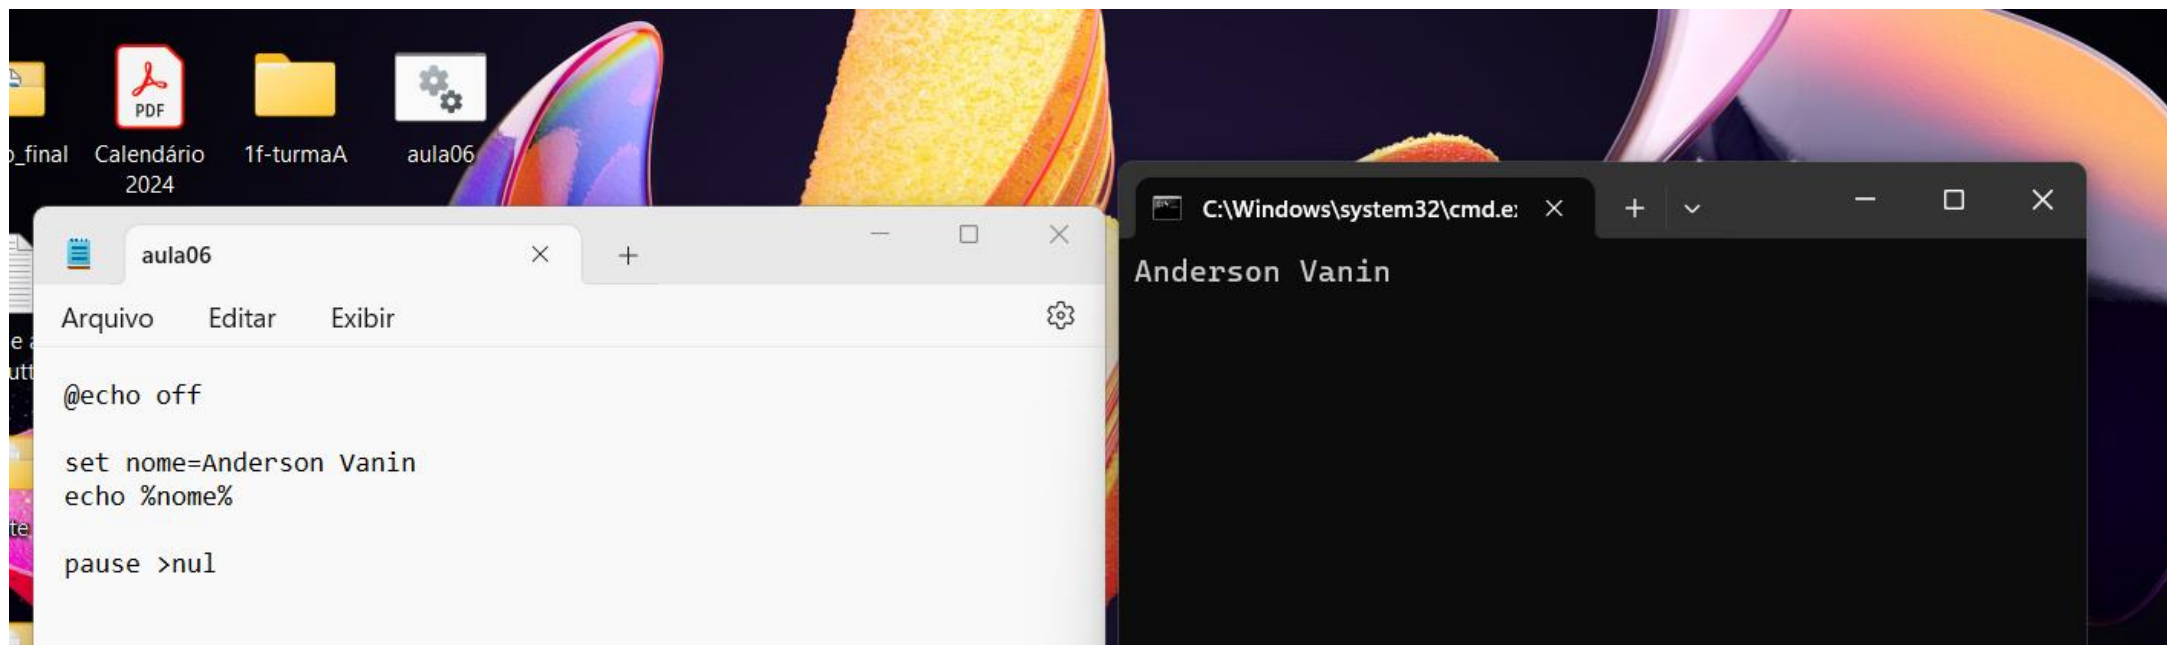 _final
PDF
Calendário
2024
1f-turmaA
aula06
aula06
Arquivo Editar Exibir
@echo off
set nome=Anderson Vanin
echo %nome%
pause >nul
C:\Windows\system32\cmd.e
Anderson Vanin